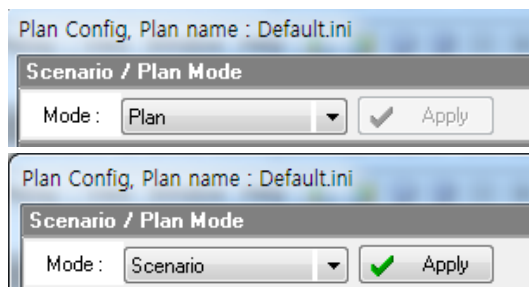 Plan Config, Plan name : Default.ini
Scenario / Plan Mode
Mode : Plan Apply
Plan Config, Plan name : Default.ini
Scenario / Plan Mode
Mode : Scenario Apply